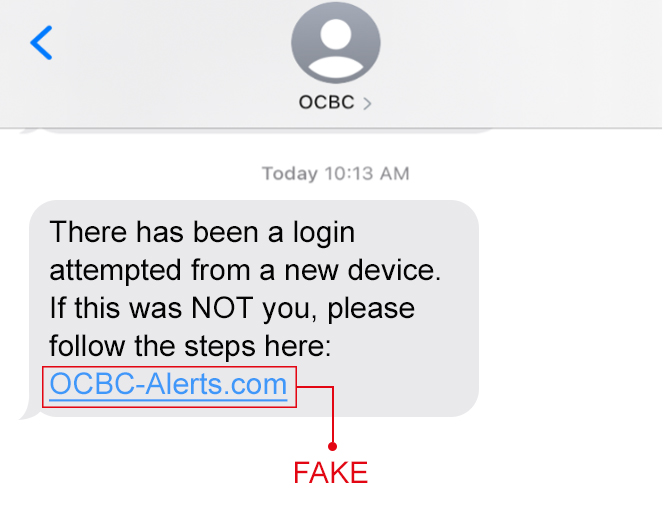 OCBC
Today 10:13 AM
There has been a login
attempted from a new device.
If this was NOT you, please
follow the steps here:
OCBC-Alerts.com
FAKE